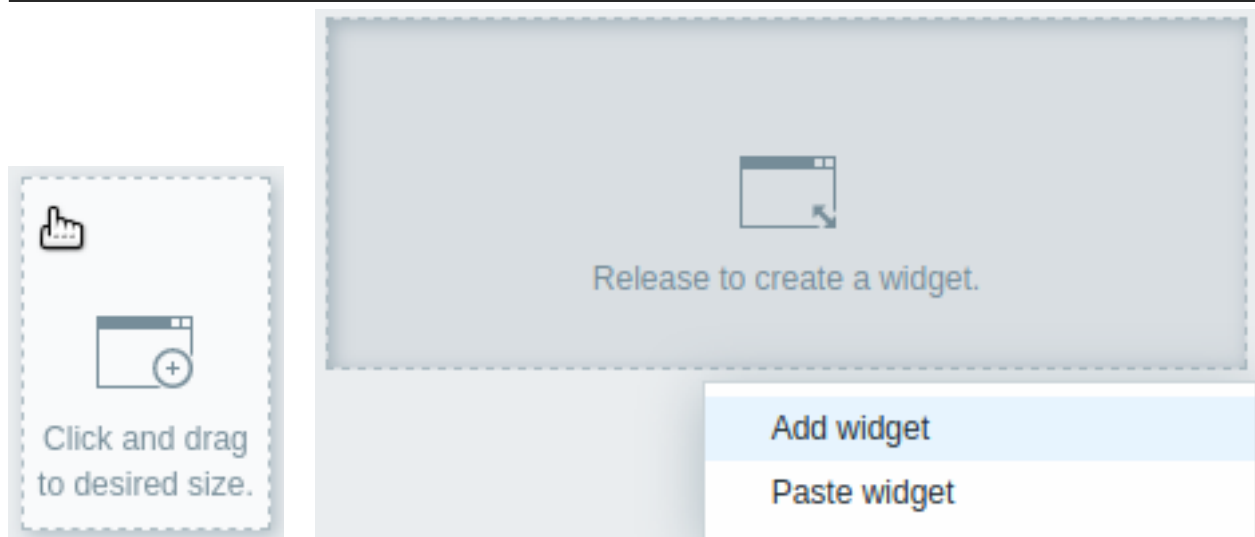 Click and drag
to desired size.
Release to create a widget.
Add widget
Paste widget